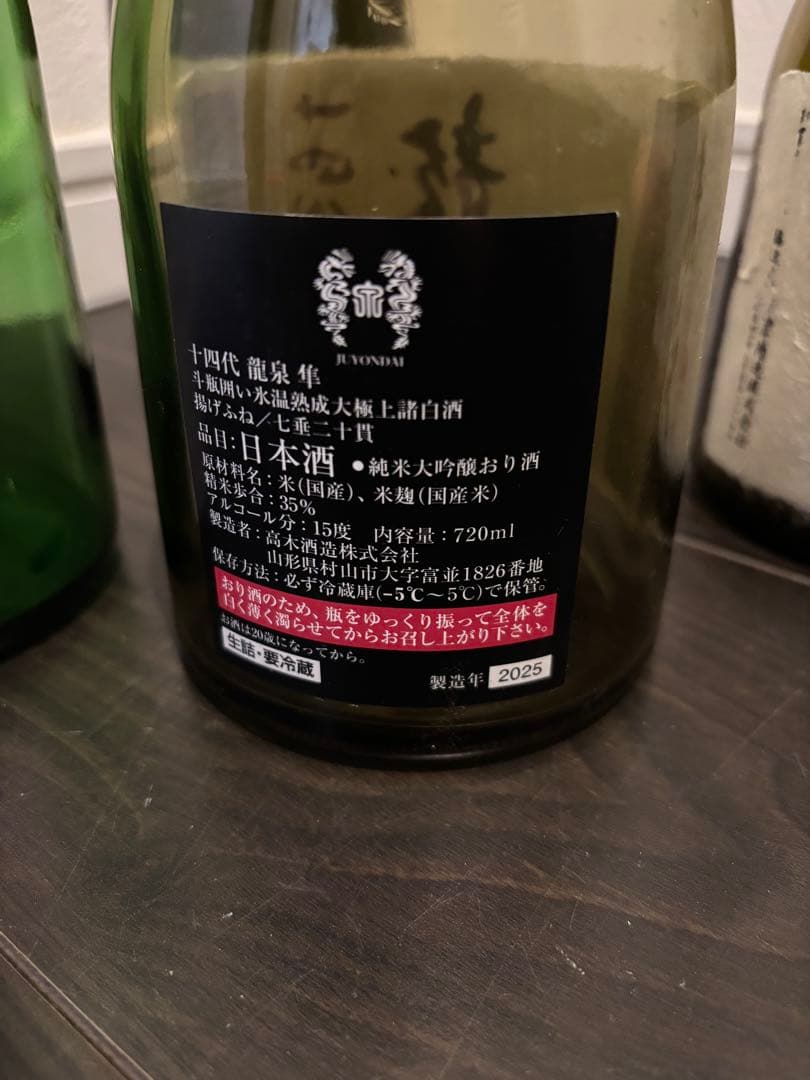 JUYONDAI
十四代 龍泉 隼
斗瓶囲い氷温熟成大極上諸白酒
揚げふね／七垂二十貫
品目：日本酒 ●純米大吟醸おり酒
原材料名：米（国産）、米麹（国産米）
精米歩合：35%
アルコール分：15度 内容量：720ml
製造者：高木酒造株式会社
山形県村山市大字富並1826番地
保存方法：必ず冷蔵庫（−5℃〜5℃）で保管。
おり酒のため、瓶をゆっくり振って全体を
白く薄く濁らせてからお召し上がり下さい。
お酒は20歳になってから。
生詰・要冷蔵
製造年 2025